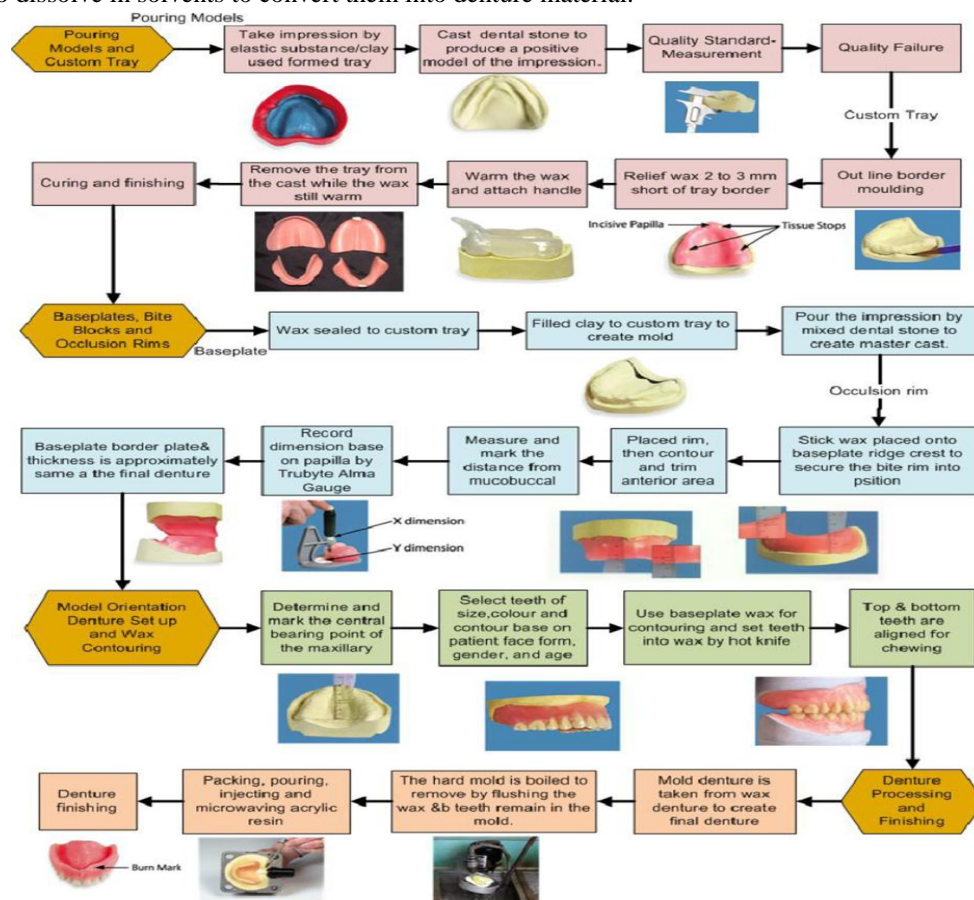 dissolve in solvents to convert them into denture material.
Pouring Models
Pouring
Models and
Custom Tray
Take impression by
elastic substance/clay
used formed tray
Cast dental stone to
produce a positive
model of the impression.
Quality Standard-
Measurement
Quality Failure
Custom Tray
Curing and finishing
Remove the tray from
the cast while the wax
still warm
Warm the wax
and attach handle
Relief wax 2 to 3 mm
short of tray border
Out line border
moulding
Incisive Papilla
Tissue Stops
Baseplates, Bite
Blocks and
Occlusion Rims
Baseplate
Wax sealed to custom tray
Filled clay to custom tray to
create mold
Pour the impression by
mixed dental stone to
create master cast.
Occulsion rim
Baseplate border plate&
thickness is approximately
same a the final denture
Record
dimension base
on papilla by
Trubyte Alma
Gauge
Measure and
mark the
distance from
mucobuccal
Placed rim,
then contour
and trim
anterior area
Stick wax placed onto
baseplate ridge crest to
secure the bite rim into
psition
X dimension
Y dimension
Model Orientation
Denture Set up
and Wax
Contouring
Determine and
mark the central
bearing point of
the maxillary
Select teeth of
size,colour and
contour base on
patient face form,
gender, and age
Use baseplate wax for
contouring and set teeth
into wax by hot knife
Top & bottom
teeth are
aligned for
chewing
Denture
finishing
Packing, pouring,
injecting and
microwaving acrylic
resin
The hard mold is boiled to
remove by flushing the
wax &b teeth remain in the
mold.
Mold denture is
taken from wax
denture to create
final denture
Denture
Processing
and
Finishing
Burn Mark